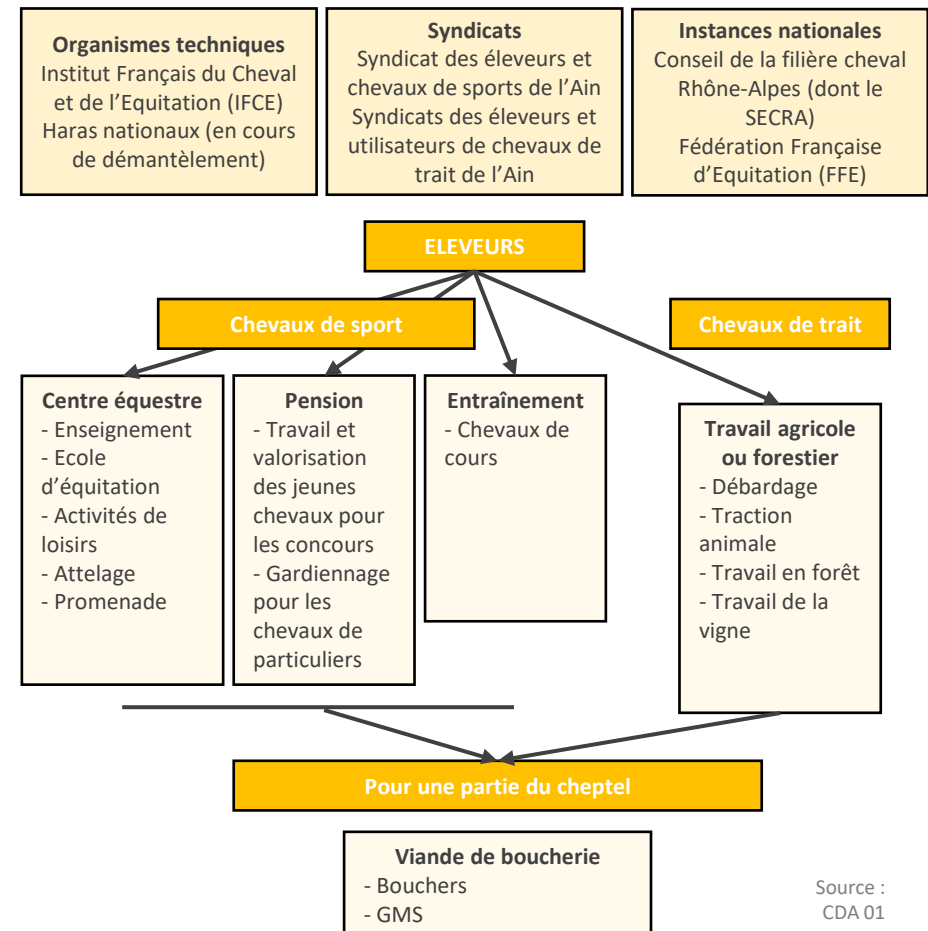 Organismes techniques
Institut Français du Cheval
et de l'Equitation (IFCE)
Haras nationaux (en cours
de démantèlement)
Syndicats
Syndicat des éleveurs et
chevaux de sports de l'Ain
Syndicats des éleveurs et
utilisateurs de chevaux de
trait de l'Ain
Instances nationales
Conseil de la filière cheval
Rhône-Alpes (dont le
SECRA)
Fédération Française
d'Equitation (FFE)
ELEVEURS
Chevaux de sport
Chevaux de trait
Centre équestre
- Enseignement
- Ecole
d'équitation
- Activités de
loisirs
- Attelage
- Promenade
Pension
- Travail et
valorisation
des jeunes
chevaux pour
les concours
- Gardiennage
pour les
chevaux de
particuliers
Entraînement
- Chevaux de
cours
Travail agricole
ou forestier
- Débardage
- Traction
animale
- Travail en forêt
- Travail de la
vigne
Pour une partie du cheptel
Viande de boucherie
- Bouchers
- GMS
Source :
CDA 01